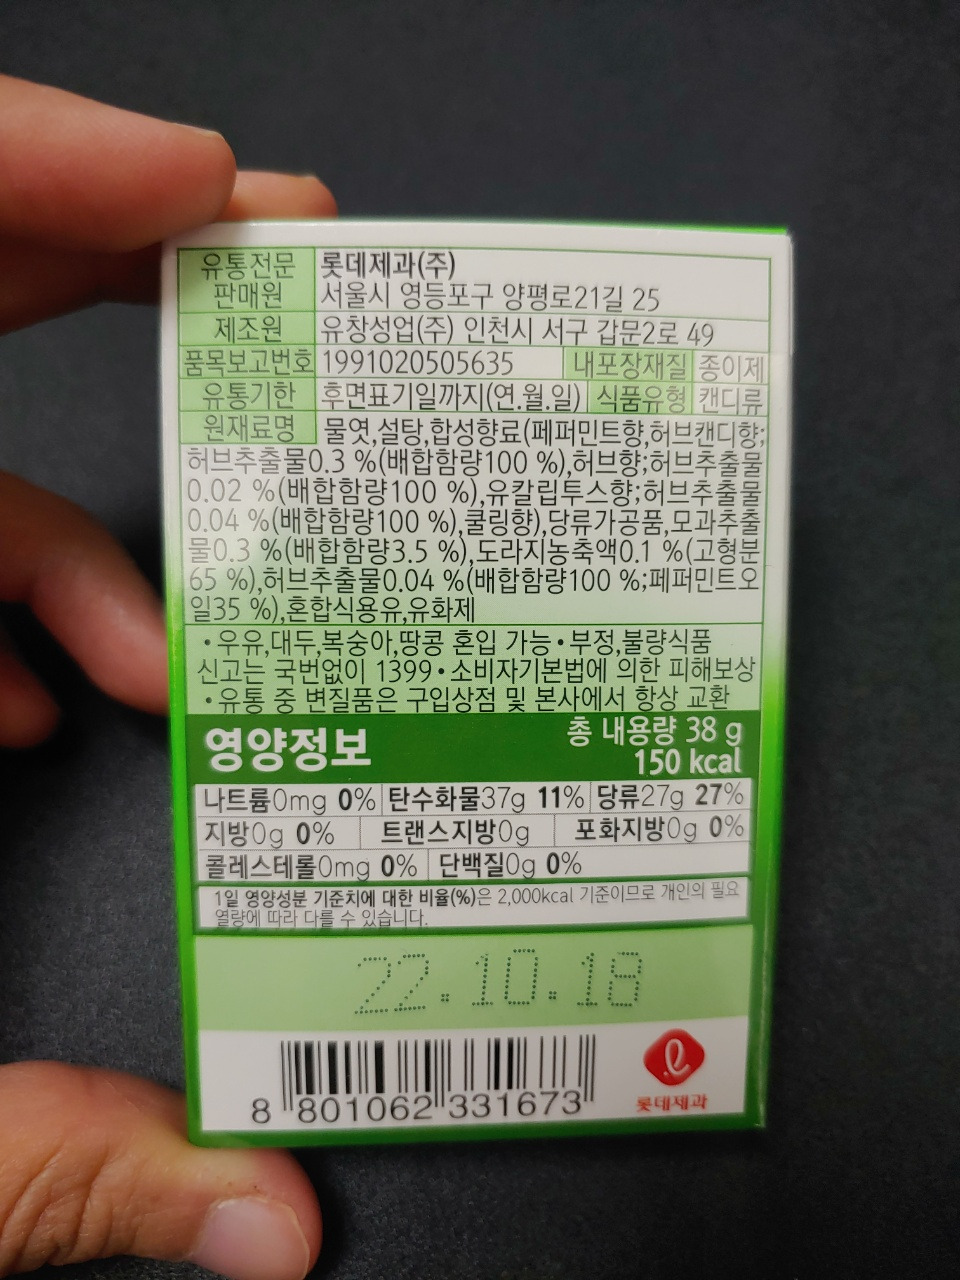 유통전문 롯데제과(주)
판매원 서울시 영등포구 양평로21길 25
제조원 유창성업(주) 인천시 서구 갑문2로 49
품목보고번호 1991020505635 내포장재질 종이제
유통기한 후면표기일까지(연.월.일) 식품유형 캔디류
원재료명 물엿,설탕,합성향료(페퍼민트향,허브캔디향;
허브추출물0.3 %(배합함량100 %),허브향;허브추출물
0.02 %(배합함량100 %),유칼립투스향;허브추출물
0.04 %(배합함량100 %),쿨링향),당류가공품,모과추출
물0.3 %(배합함량3.5 %),도라지농축액0.1 %(고형분
65 %),허브추출물0.04 %(배합함량100 %;페퍼민트오
일35 %),혼합식용유,유화제
•우유,대두,복숭아,땅콩 혼입 가능•부정,불량식품
신고는 국번없이 1399•소비자기본법에 의한 피해보상
•유통 중 변질품은 구입상점 및 본사에서 항상 교환
영양정보 총 내용량 38 g
150 kcal
나트륨0mg 0% 탄수화물37g 11% 당류27g 27%
지방0g 0% 트랜스지방0g 포화지방0g 0%
콜레스테롤0mg 0% 단백질0g 0%
1일 영양성분 기준치에 대한 비율(%)은 2,000kcal 기준이므로 개인의 필요
열량에 따라 다를 수 있습니다.
22.10.18
8 801062 331673
롯데제과